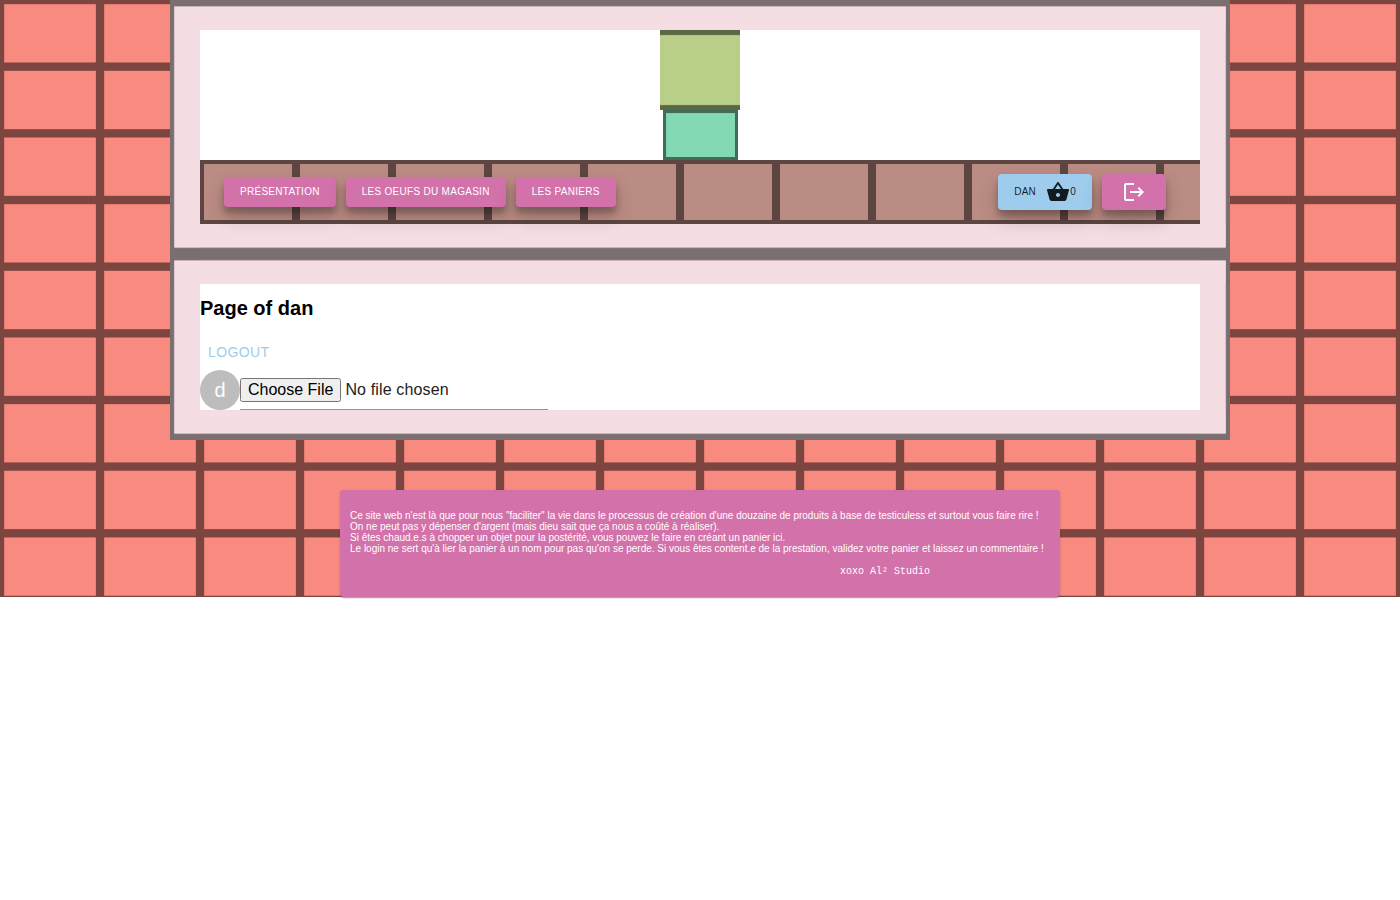 PRÉSENTATION LES OEUFS DU MAGASIN LES PANIERS DAN 0
Page of dan
LOGOUT
d Choose File No file chosen
Ce site web n'est là que pour nous "faciliter" la vie dans le processus de création d'une douzaine de produits à base de testiculess et surtout vous faire rire !
On ne peut pas y dépenser d'argent (mais dieu sait que ça nous a coûté à réaliser).
Si êtes chaud.e.s à chopper un objet pour la postérité, vous pouvez le faire en créant un panier ici.
Le login ne sert qu'à lier la panier à un nom pour pas qu'on se perde. Si vous êtes content.e de la prestation, validez votre panier et laissez un commentaire !
xoxo Al² Studio